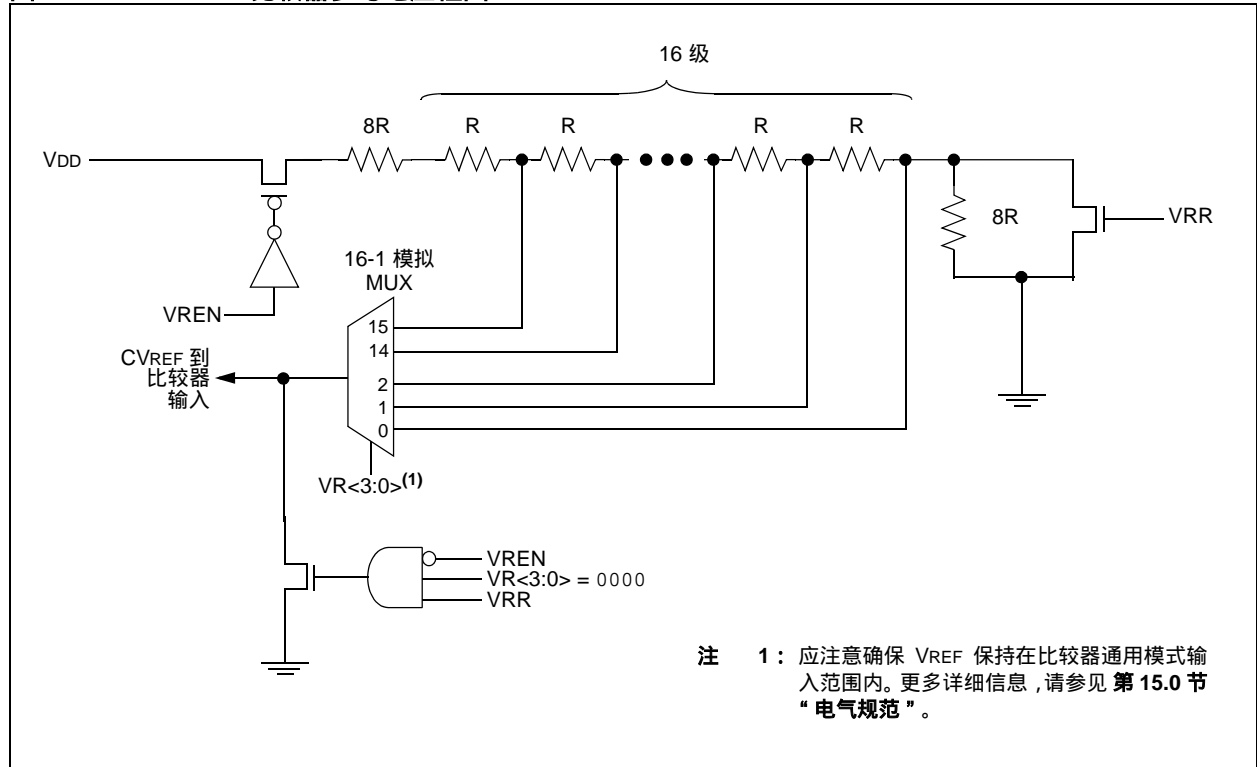 16 级
8R
R
R
R
R
VDD
8R
VRR
16-1 模拟
MUX
VREN
15
14
2
1
0
CVREF 到
比较器
输入
VR<3:0>(1)
VREN
VR<3:0> = 0000
VRR
注 1：应注意确保 VREF 保持在比较器通用模式输
入范围内。更多详细信息，请参见 第 15.0 节
“电气规范”。